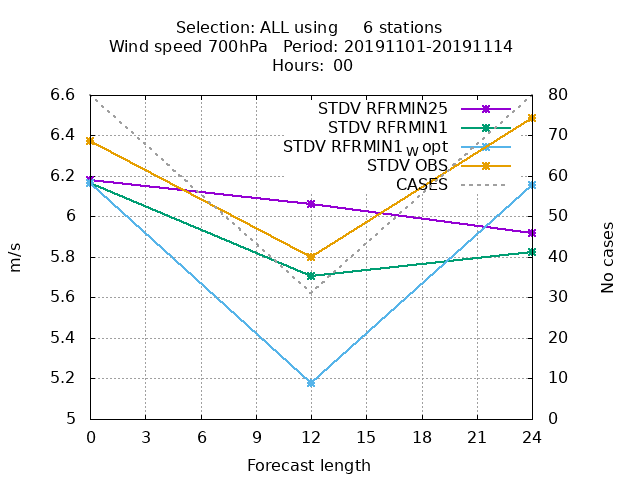 Selection: ALL using 6 stations
Wind speed 700hPa Period: 20191101-20191114
Hours: 00
6.6
6.4
6.2
6
5.8
5.6
5.4
5.2
5
80
70
60
50
40
30
20
10
0
STDV RFRMIN25
STDV RFRMIN1
STDV RFRMIN1wopt
STDV OBS
CASES
m/s
No cases
0 3 6 9 12 15 18 21 24
Forecast length